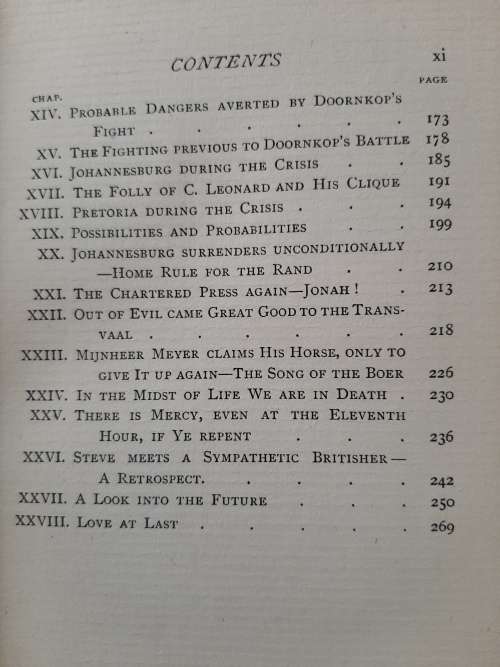 CONTENTS xi
CHAP. PAGE
XIV. PROBABLE DANGERS AVERTED BY DOORNKOP'S
FIGHT . . . . . . 173
XV. THE FIGHTING PREVIOUS TO DOORNKOP'S BATTLE 178
XVI. JOHANNESBURG DURING THE CRISIS . . 185
XVII. THE FOLLY OF C. LEONARD AND HIS CLIQUE 191
XVIII. PRETORIA DURING THE CRISIS . . . 194
XIX. POSSIBILITIES AND PROBABILITIES . . 199
XX. JOHANNESBURG SURRENDERS UNCONDITIONALLY
—HOME RULE FOR THE RAND . . 210
XXI. THE CHARTERED PRESS AGAIN—JONAH! . 213
XXII. OUT OF EVIL CAME GREAT GOOD TO THE TRANS-
VAAL . . . . . . 218
XXIII. MIJNHEER MEYER CLAIMS HIS HORSE, ONLY TO
GIVE IT UP AGAIN—THE SONG OF THE BOER 226
XXIV. IN THE MIDST OF LIFE WE ARE IN DEATH . 230
XXV. THERE IS MERCY, EVEN AT THE ELEVENTH
HOUR, IF YE REPENT . . . 236
XXVI. STEVE MEETS A SYMPATHETIC BRITISHER—
A RETROSPECT. . . . . 242
XXVII. A LOOK INTO THE FUTURE . . . 250
XXVIII. LOVE AT LAST . . . . . 269